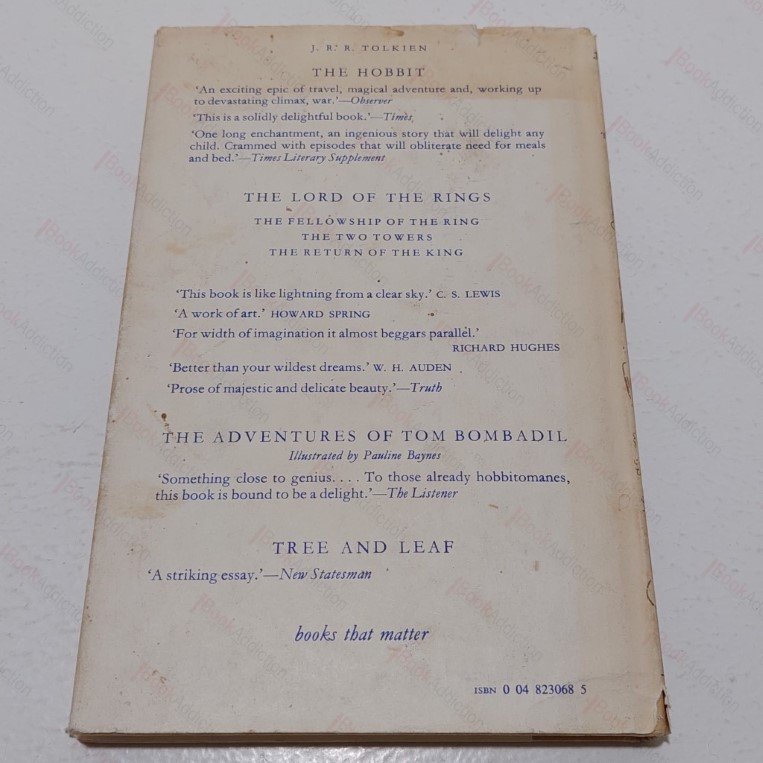 J. R. R. TOLKIEN
THE HOBBIT
‘An exciting epic of travel, magical adventure and, working up
to devastating climax, war.’—Observer
‘This is a solidly delightful book.’—Times
‘One long enchantment, an ingenious story that will delight any
child. Crammed with episodes that will obliterate need for meals
and bed.’—Times Literary Supplement
THE LORD OF THE RINGS
THE FELLOWSHIP OF THE RING
THE TWO TOWERS
THE RETURN OF THE KING
‘This book is like lightning from a clear sky.’ C. S. LEWIS
‘A work of art.’ HOWARD SPRING
‘For width of imagination it almost beggars parallel.’
RICHARD HUGHES
‘Better than your wildest dreams.’ W. H. AUDEN
‘Prose of majestic and delicate beauty.’—Truth
THE ADVENTURES OF TOM BOMBADIL
Illustrated by Pauline Baynes
‘Something close to genius. . . . To those already hobbitomanes,
this book is bound to be a delight.’—The Listener
TREE AND LEAF
‘A striking essay.’—New Statesman
books that matter
ISBN 0 04 823068 5
BookAddiction